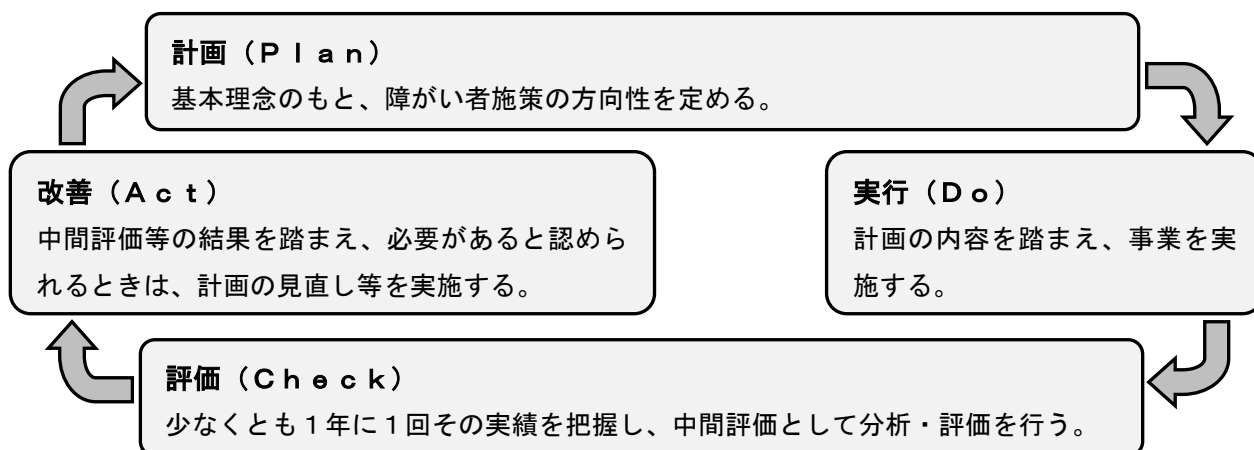 計画（Ｐｌａｎ）
基本理念のもと、障がい者施策の方向性を定める。
改善（Ａｃｔ）
中間評価等の結果を踏まえ、必要があると認めら
れるときは、計画の見直し等を実施する。
実行（Ｄｏ）
計画の内容を踏まえ、事業を実
施する。
評価（Ｃｈｅｃｋ）
少なくとも１年に１回その実績を把握し、中間評価として分析・評価を行う。